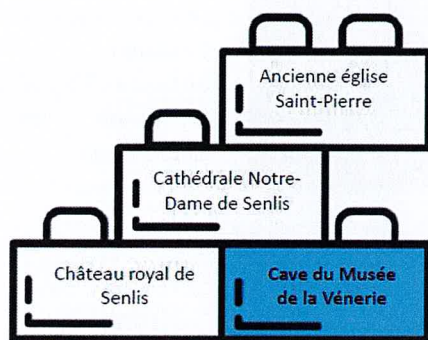 Ancienne église
Saint-Pierre
Cathédrale Notre-
Dame de Senlis
Château royal de
Senlis
Cave du Musée
de la Vénerie